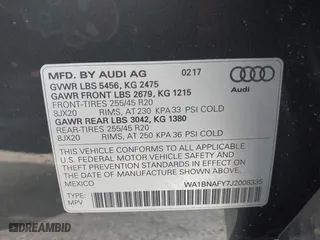 MFD. BY AUDI AG 0217
GVWR LBS 5456, KG 2475
GAWR FRONT LBS 2679, KG 1215
FRONT-TIRES 255/45 R20
8JX20 RIMS, AT 230 KPA 33 PSI COLD
GAWR REAR LBS 3042, KG 1380
REAR-TIRES 255/45 R20
8JX20 RIMS, AT 250 KPA 36 PSI COLD
Audi
THIS VEHICLE CONFORMS TO ALL APPLICABLE
FEDERAL MOTOR VEHICLE SAFETY AND
THEFT PREVENTION STANDARDS IN EFFECT ON THE
DATE OF MANUFACTURE SHOWN ABOVE.
MEXICO WA1BNAFY7J2008335
TYPE:
MPV
DREAMBID